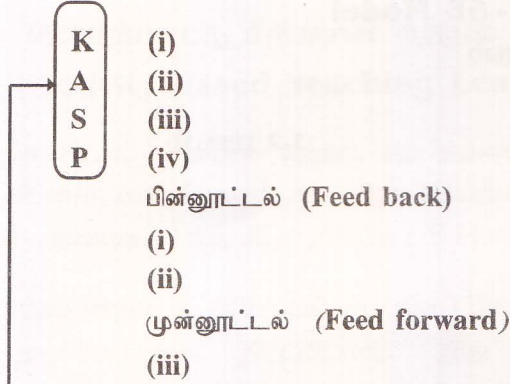 K (i)
A (ii)
S (iii)
P (iv)
பின்னூட்டல் (Feed back)
(i)
(ii)
முன்னூட்டல் (Feed forward)
(iii)